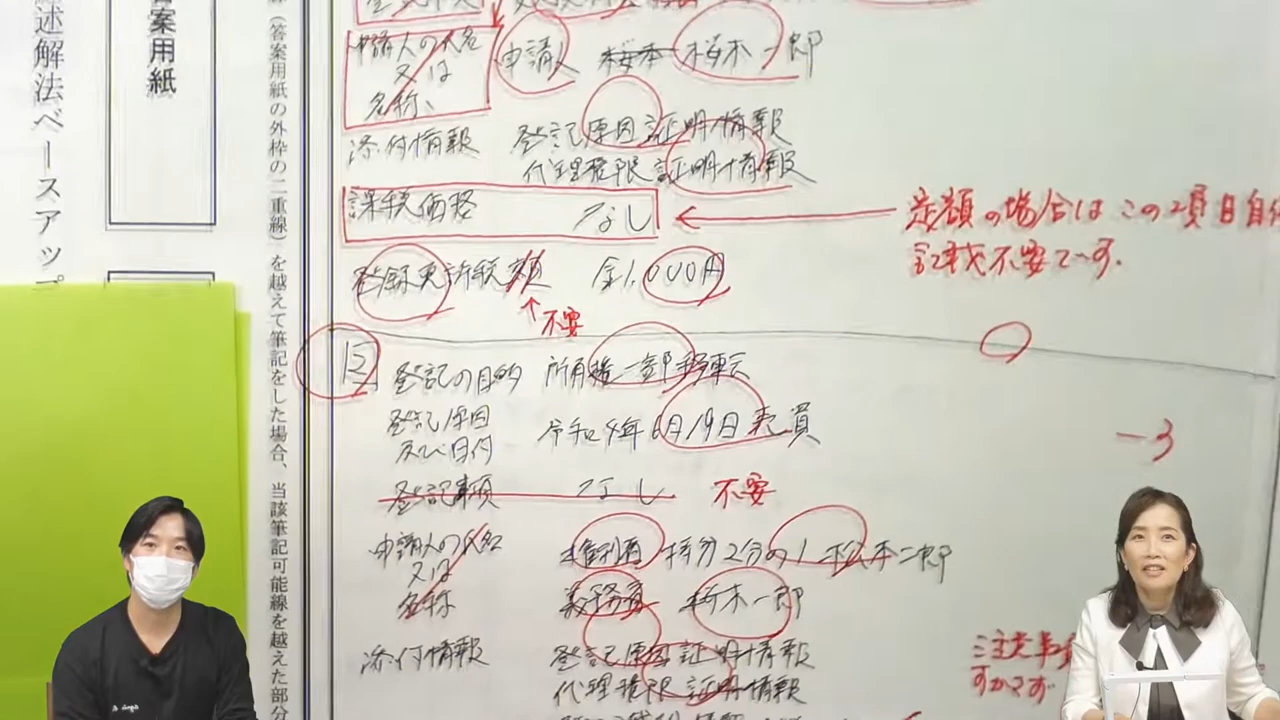 述解法ベースアップ
答案用紙
（答案用紙の外枠の二重線）を越えて筆記をした場合、当該筆記可能線を越えた部分
申請人の氏名
又は
名称、
申請人 桜本 桜木一郎
添付情報 登記原因証明情報
代理権限証明情報
課税価格 なし
定額の場合はこの2項目自体
記載不要です。
登録免許税額 金1,000円
不要
登記の目的 所有権一部移転
登記原因
及び日付
令和4年6月19日売買
－3
登記事項 なし 不要
申請人の氏名
又は
名称
権利者 持分2分の1 松本二郎
義務者 桜木一郎
添付情報 登記原因証明情報
代理権限証明情報